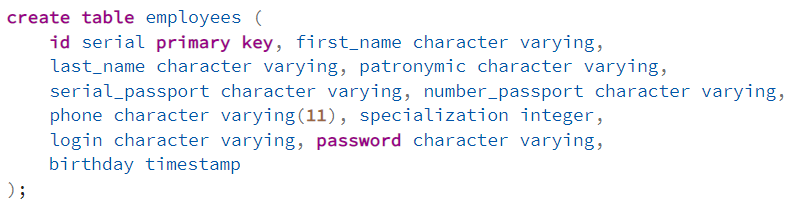 create table employees (
id serial primary key, first_name character varying,
last_name character varying, patronymic character varying,
serial_passport character varying, number_passport character varying,
phone character varying(11), specialization integer,
login character varying, password character varying,
birthday timestamp
);